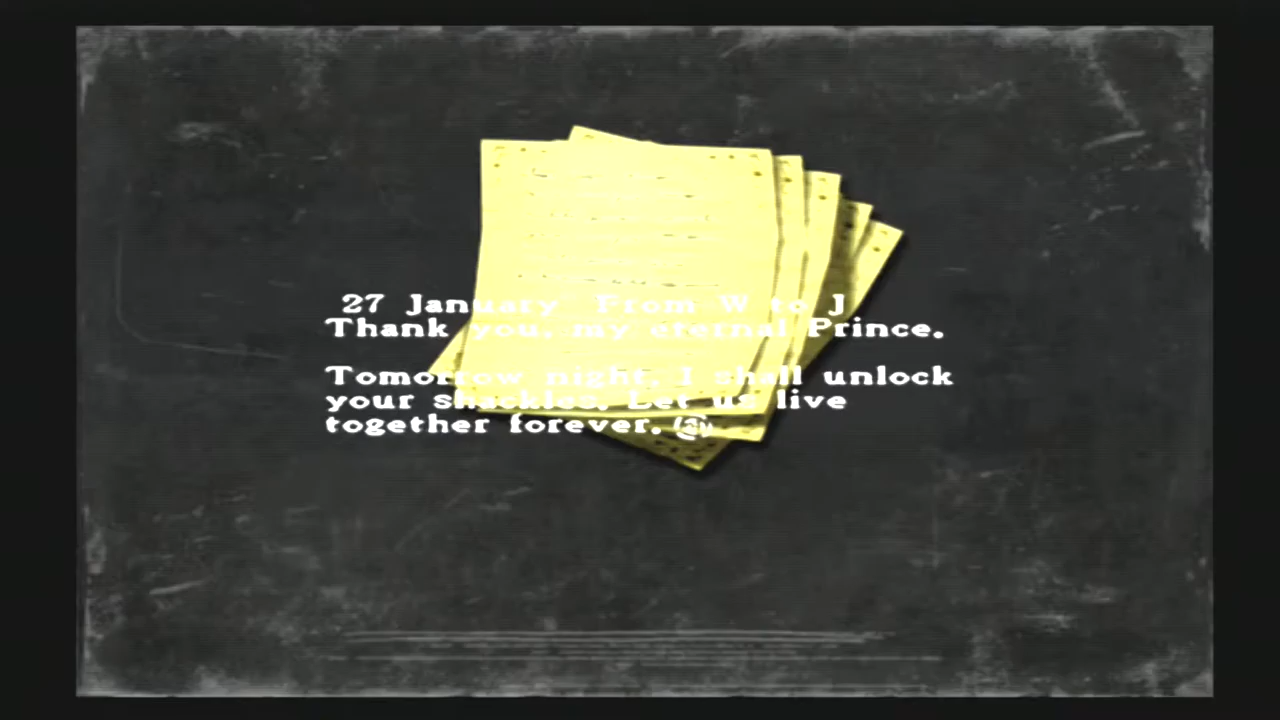 27 January From W to J
Thank you, my eternal Prince.
Tomorrow night, I shall unlock
your shackles. Let us live
together forever.